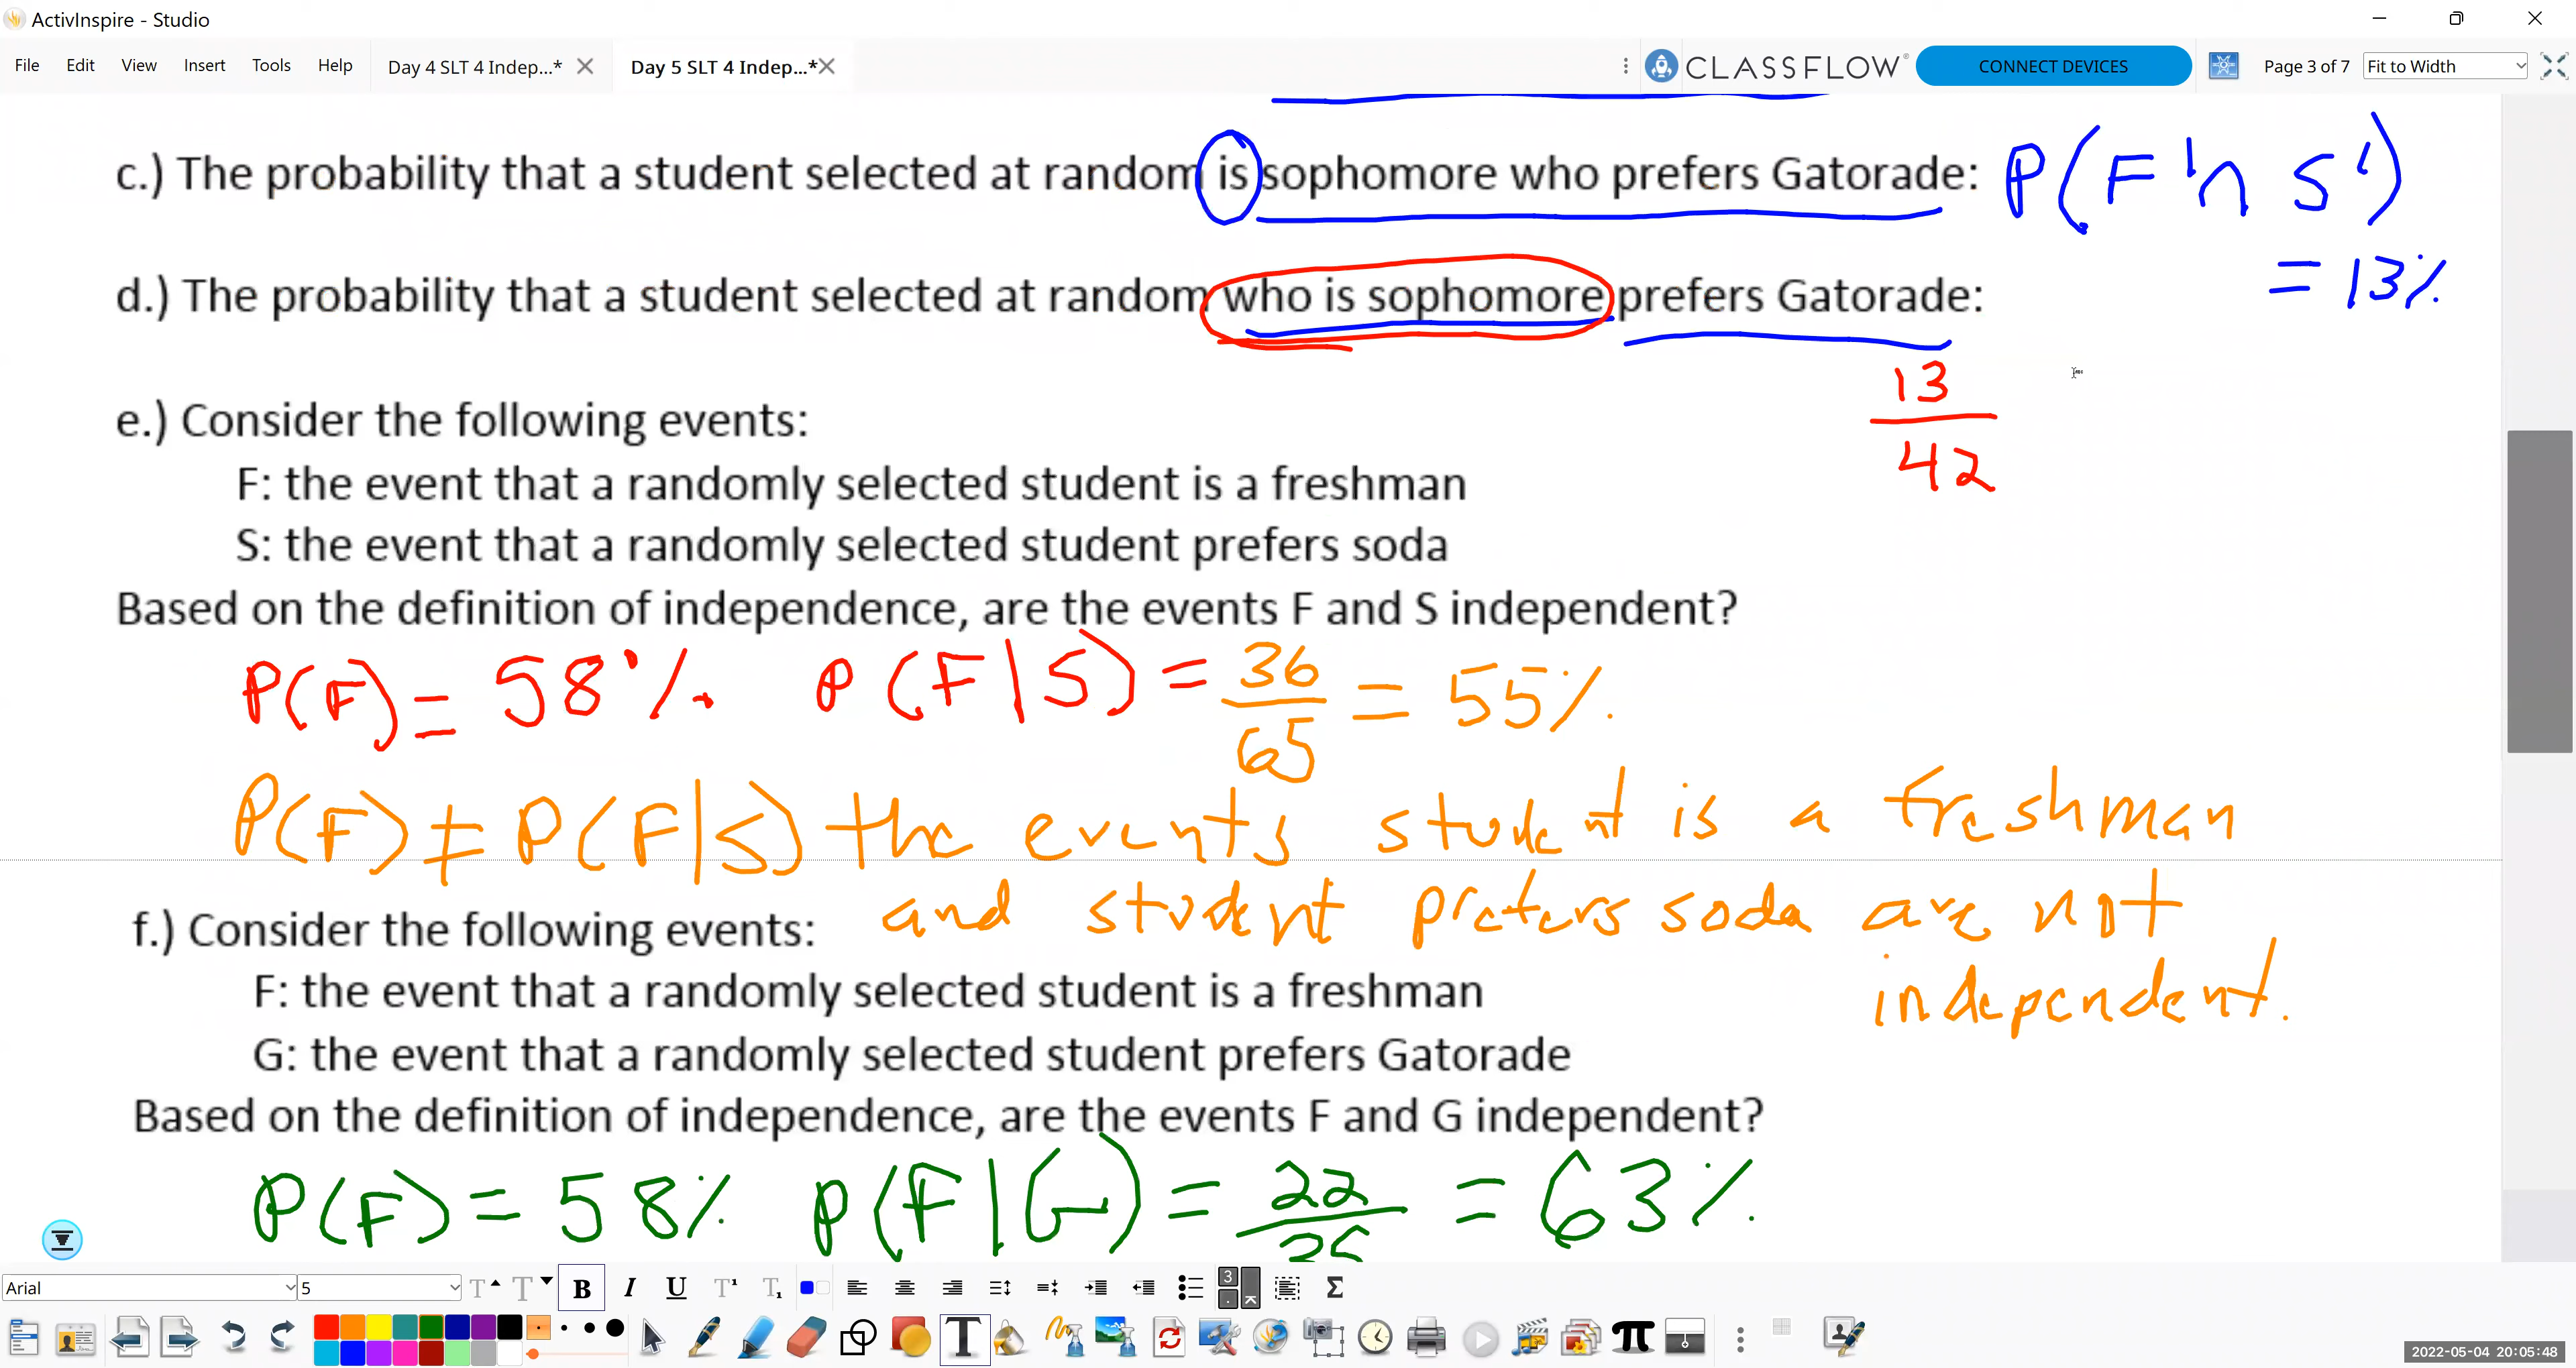 ActivInspire - Studio
File Edit View Insert Tools Help Day 4 SLT 4 Indep...* Day 5 SLT 4 Indep...* CLASSFLOW CONNECT DEVICES Page 3 of 7 Fit to Width
c.) The probability that a student selected at random is sophomore who prefers Gatorade: P(F' ∩ S')
= 13%
d.) The probability that a student selected at random who is sophomore prefers Gatorade:
13
42
e.) Consider the following events:
F: the event that a randomly selected student is a freshman
S: the event that a randomly selected student prefers soda
Based on the definition of independence, are the events F and S independent?
P(F) = 58%. P(F|S) = 36/65 = 55%.
P(F) ≠ P(F|S) the events student is a freshman
and student prefers soda are not
independent.
f.) Consider the following events:
F: the event that a randomly selected student is a freshman
G: the event that a randomly selected student prefers Gatorade
Based on the definition of independence, are the events F and G independent?
P(F) = 58% P(F|G) = 22/35 = 63%
Arial 5 B I U
2022-05-04 20:05:48